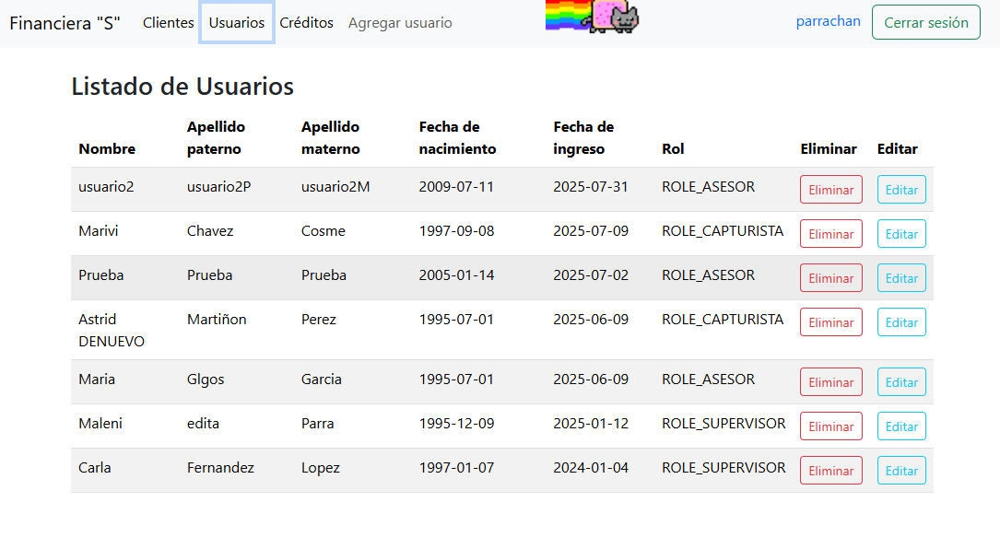 Financiera "S" Clientes Usuarios Créditos Agregar usuario parrachan Cerrar sesión
Listado de Usuarios
Nombre Apellido paterno Apellido materno Fecha de nacimiento Fecha de ingreso Rol Eliminar Editar
usuario2 usuario2P usuario2M 2009-07-11 2025-07-31 ROLE_ASESOR Eliminar Editar
Marivi Chavez Cosme 1997-09-08 2025-07-09 ROLE_CAPTURISTA Eliminar Editar
Prueba Prueba Prueba 2005-01-14 2025-07-02 ROLE_ASESOR Eliminar Editar
Astrid DENUEVO Martiñon Perez 1995-07-01 2025-06-09 ROLE_CAPTURISTA Eliminar Editar
Maria Glgos Garcia 1995-07-01 2025-06-09 ROLE_ASESOR Eliminar Editar
Maleni edita Parra 1995-12-09 2025-01-12 ROLE_SUPERVISOR Eliminar Editar
Carla Fernandez Lopez 1997-01-07 2024-01-04 ROLE_SUPERVISOR Eliminar Editar